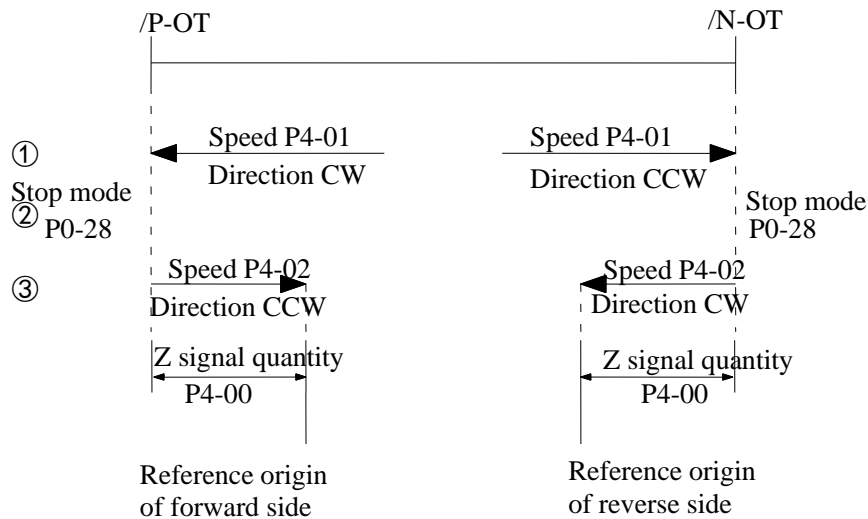 /P-OT
/N-OT
① Speed P4-01 Speed P4-01
Direction CW Direction CCW
Stop mode Stop mode
② P0-28 P0-28
③ Speed P4-02 Speed P4-02
Direction CCW Direction CW
Z signal quantity Z signal quantity
P4-00 P4-00
Reference origin Reference origin
of forward side of reverse side